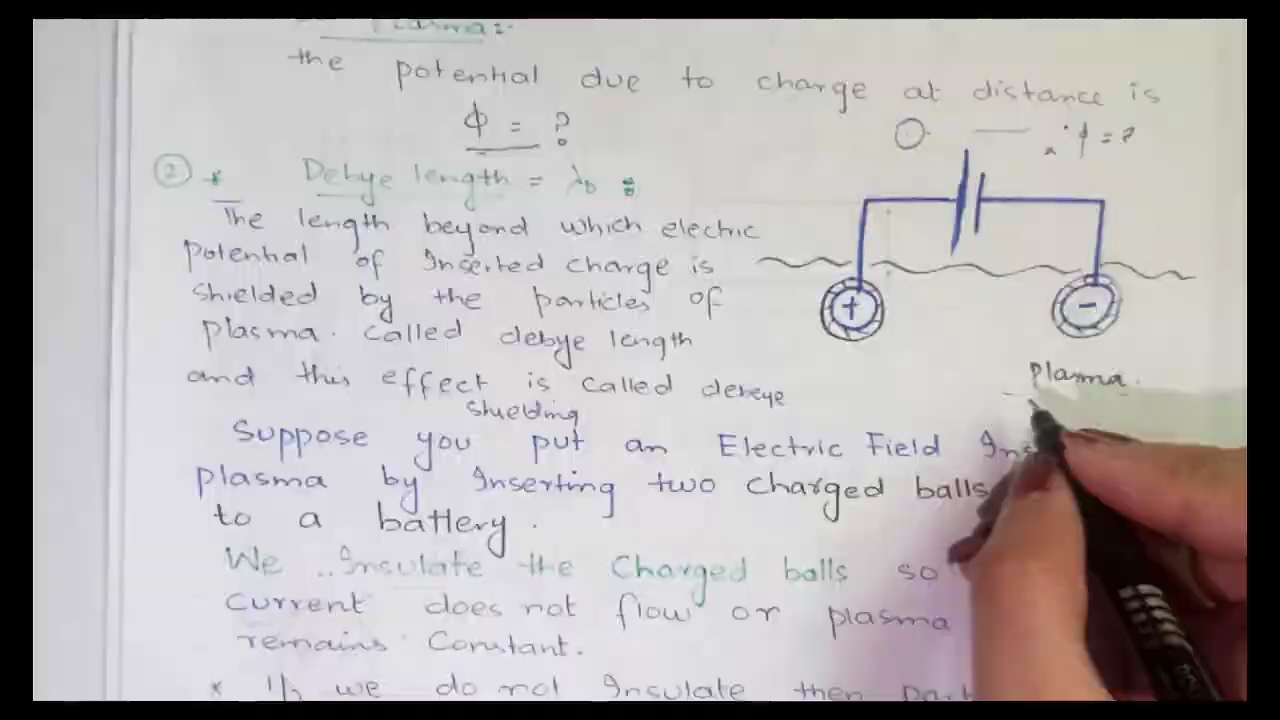 Plasma:
the potential due to charge at distance is
ϕ = ?
ϕ = ?
② * Debye length = λD :
The length beyond which electric
potential of Inserted charge is
shielded by the particles of
plasma. called debye length
and this effect is called debeye
shielding
+
-
plasma.
Suppose you put an Electric Field
plasma by Inserting two charged balls
to a battery.
We Insulate the Charged balls so
current does not flow or plasma
remains Constant.
* If we do not Insulate then